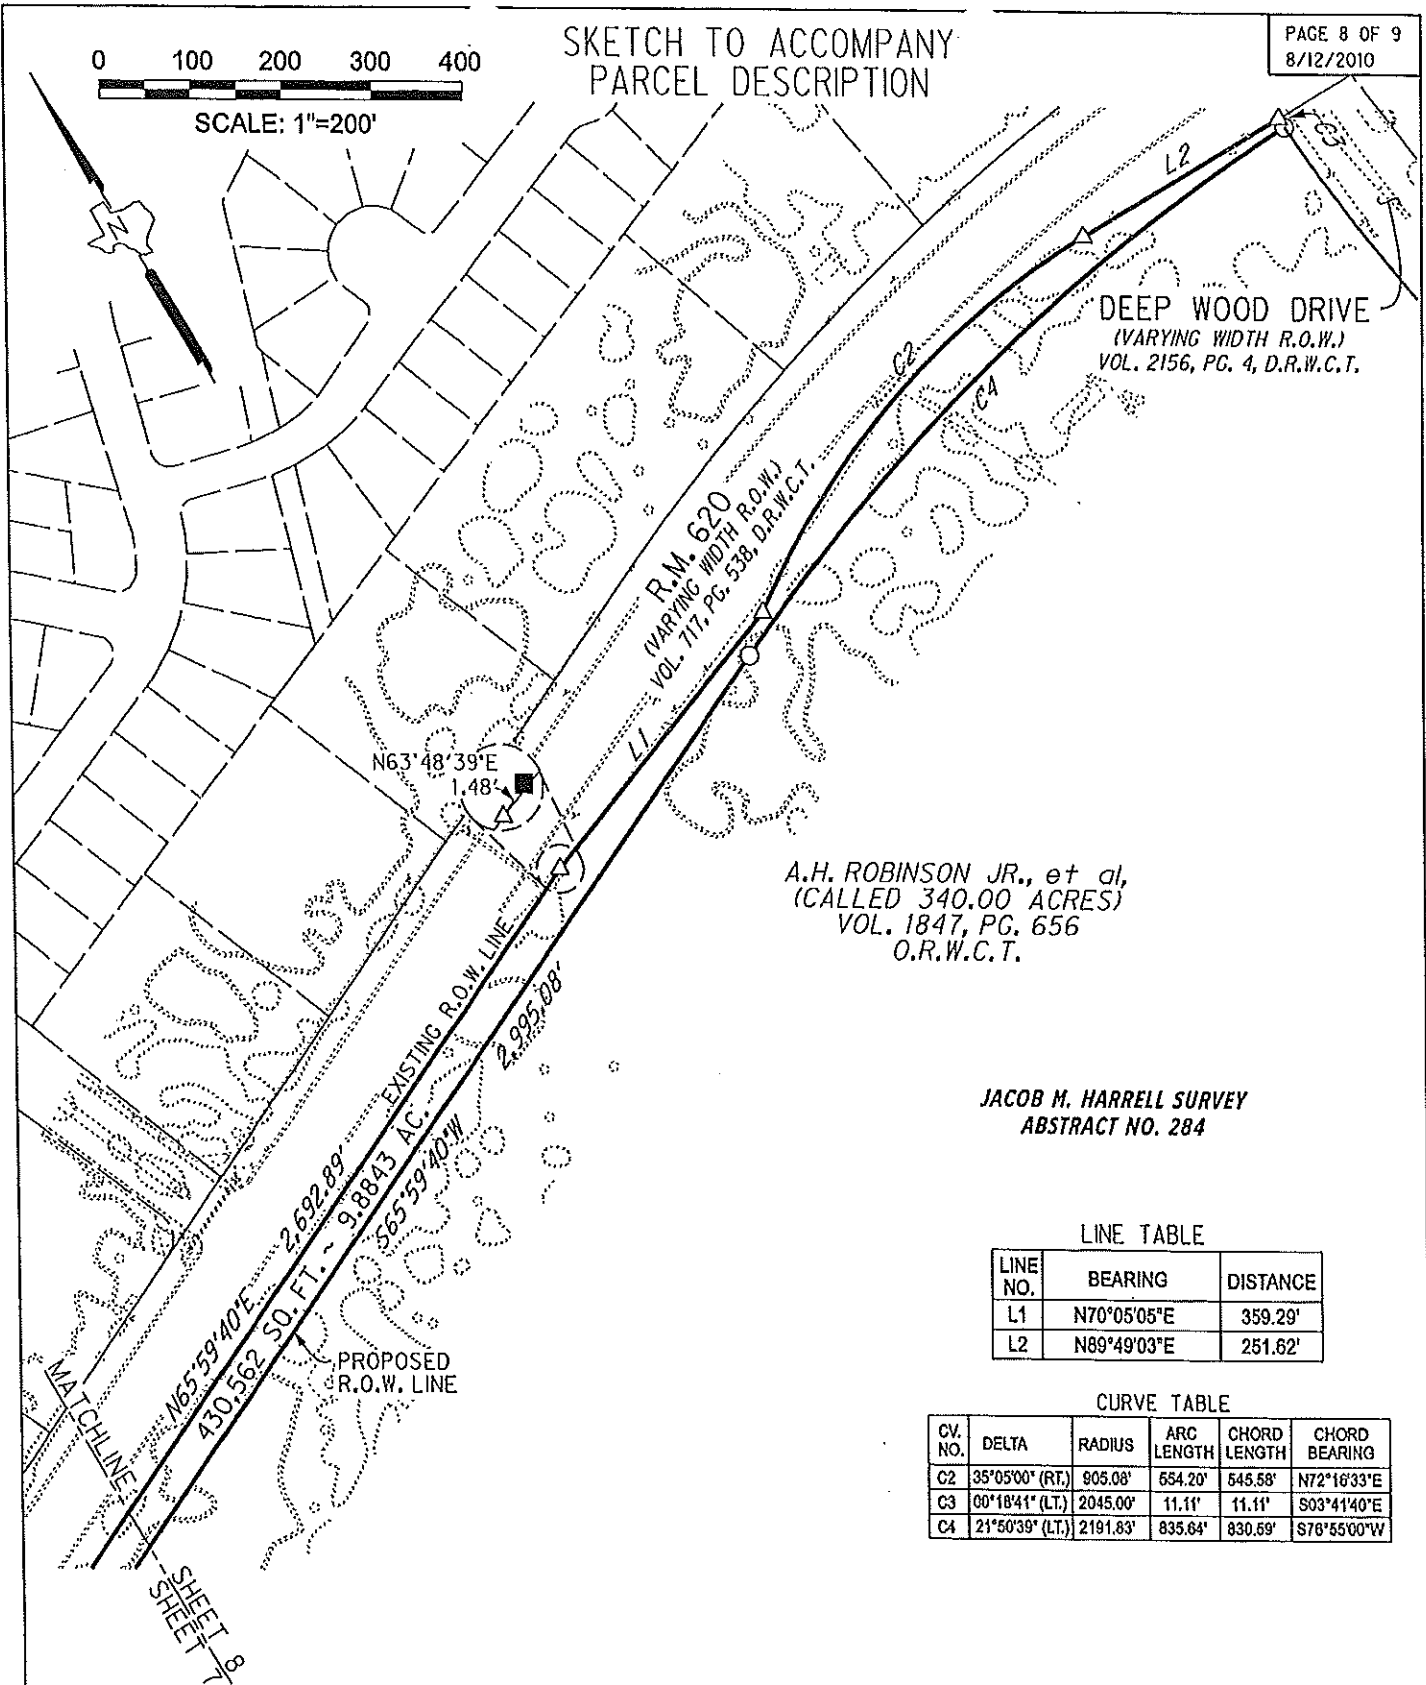 PAGE 8 OF 9
8/12/2010
SKETCH TO ACCOMPANY
PARCEL DESCRIPTION
0 100 200 300 400
SCALE: 1"=200'
N
C3
L2
DEEP WOOD DRIVE
(VARYING WIDTH R.O.W.)
VOL. 2156, PG. 4, D.R.W.C.T.
C2
C4
R.M. 620
(VARYING WIDTH R.O.W.)
VOL. 717, PG. 538, D.R.W.C.T.
L1
N63°48'39"E
1.48'
A.H. ROBINSON JR., et al,
(CALLED 340.00 ACRES)
VOL. 1847, PG. 656
O.R.W.C.T.
EXISTING R.O.W. LINE
2,995.08'
S65°59'40"W
N65°59'40"E 2,692.89'
430,562 SQ. FT. ~ 9.8843 AC.
PROPOSED
R.O.W. LINE
JACOB M. HARRELL SURVEY
ABSTRACT NO. 284
MATCHLINE
SHEET 8
SHEET 7
LINE TABLE
LINE NO. BEARING DISTANCE
L1 N70°05'05"E 359.29'
L2 N89°49'03"E 251.62'
CURVE TABLE
CV. NO. DELTA RADIUS ARC LENGTH CHORD LENGTH CHORD BEARING
C2 35°05'00" (RT.) 905.08' 554.20' 545.58' N72°16'33"E
C3 00°18'41" (LT.) 2045.00' 11.11' 11.11' S03°41'40"E
C4 21°50'39" (LT.) 2191.83' 835.64' 830.59' S76°55'00"W